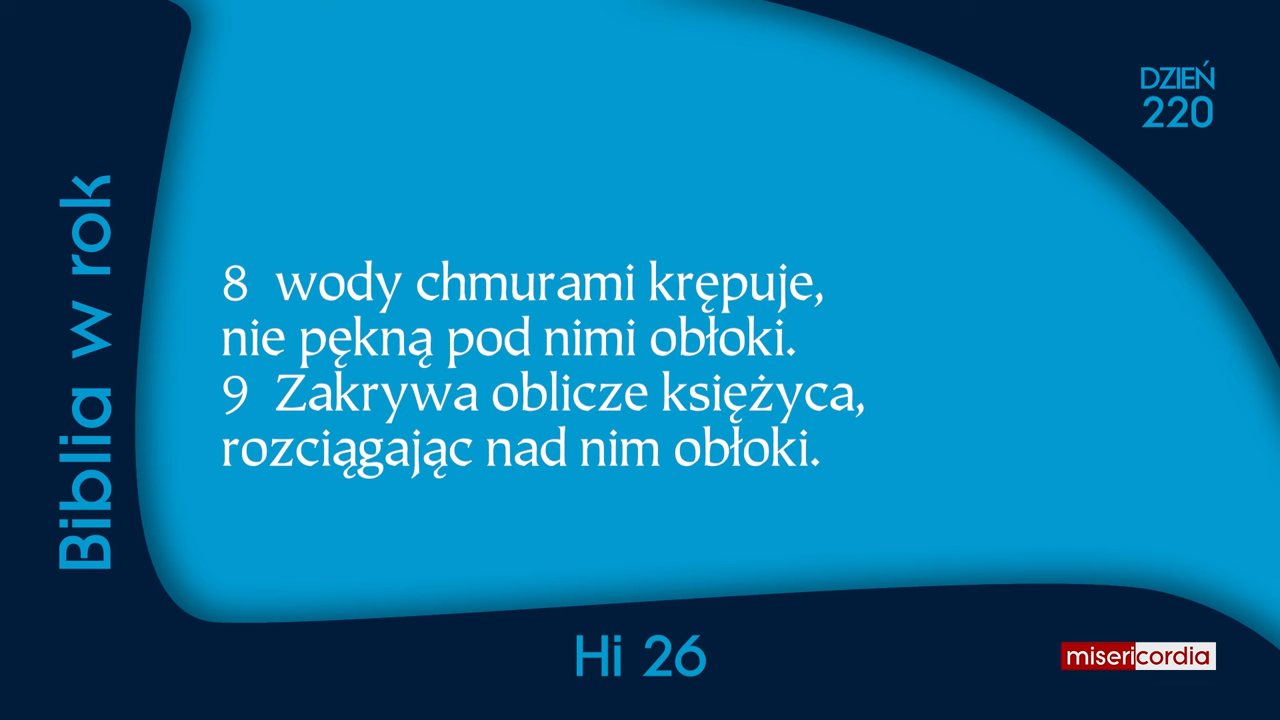 DZIEŃ
220
Biblia w rok
8 wody chmurami krępuje,
nie pękną pod nimi obłoki.
9 Zakrywa oblicze księżyca,
rozciągając nad nim obłoki.
Hi 26
misericordia